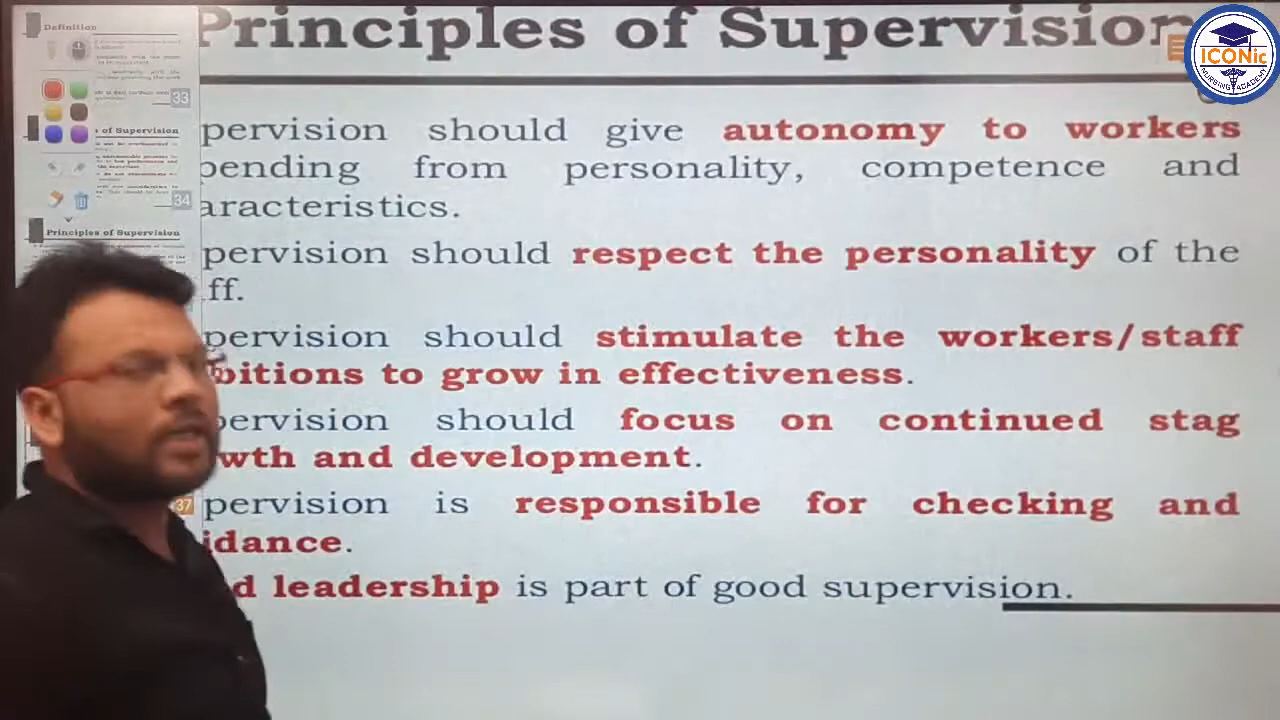 Principles of Supervision
pervision should give autonomy to workers
pending from personality, competence and
aracteristics.
pervision should respect the personality of the
ff.
pervision should stimulate the workers/staff
bitions to grow in effectiveness.
pervision should focus on continued stag
wth and development.
pervision is responsible for checking and
idance.
d leadership is part of good supervision.
Definition
33
s of Supervision
34
Principles of Supervision
37
ICONic
NURSING ACADEMY